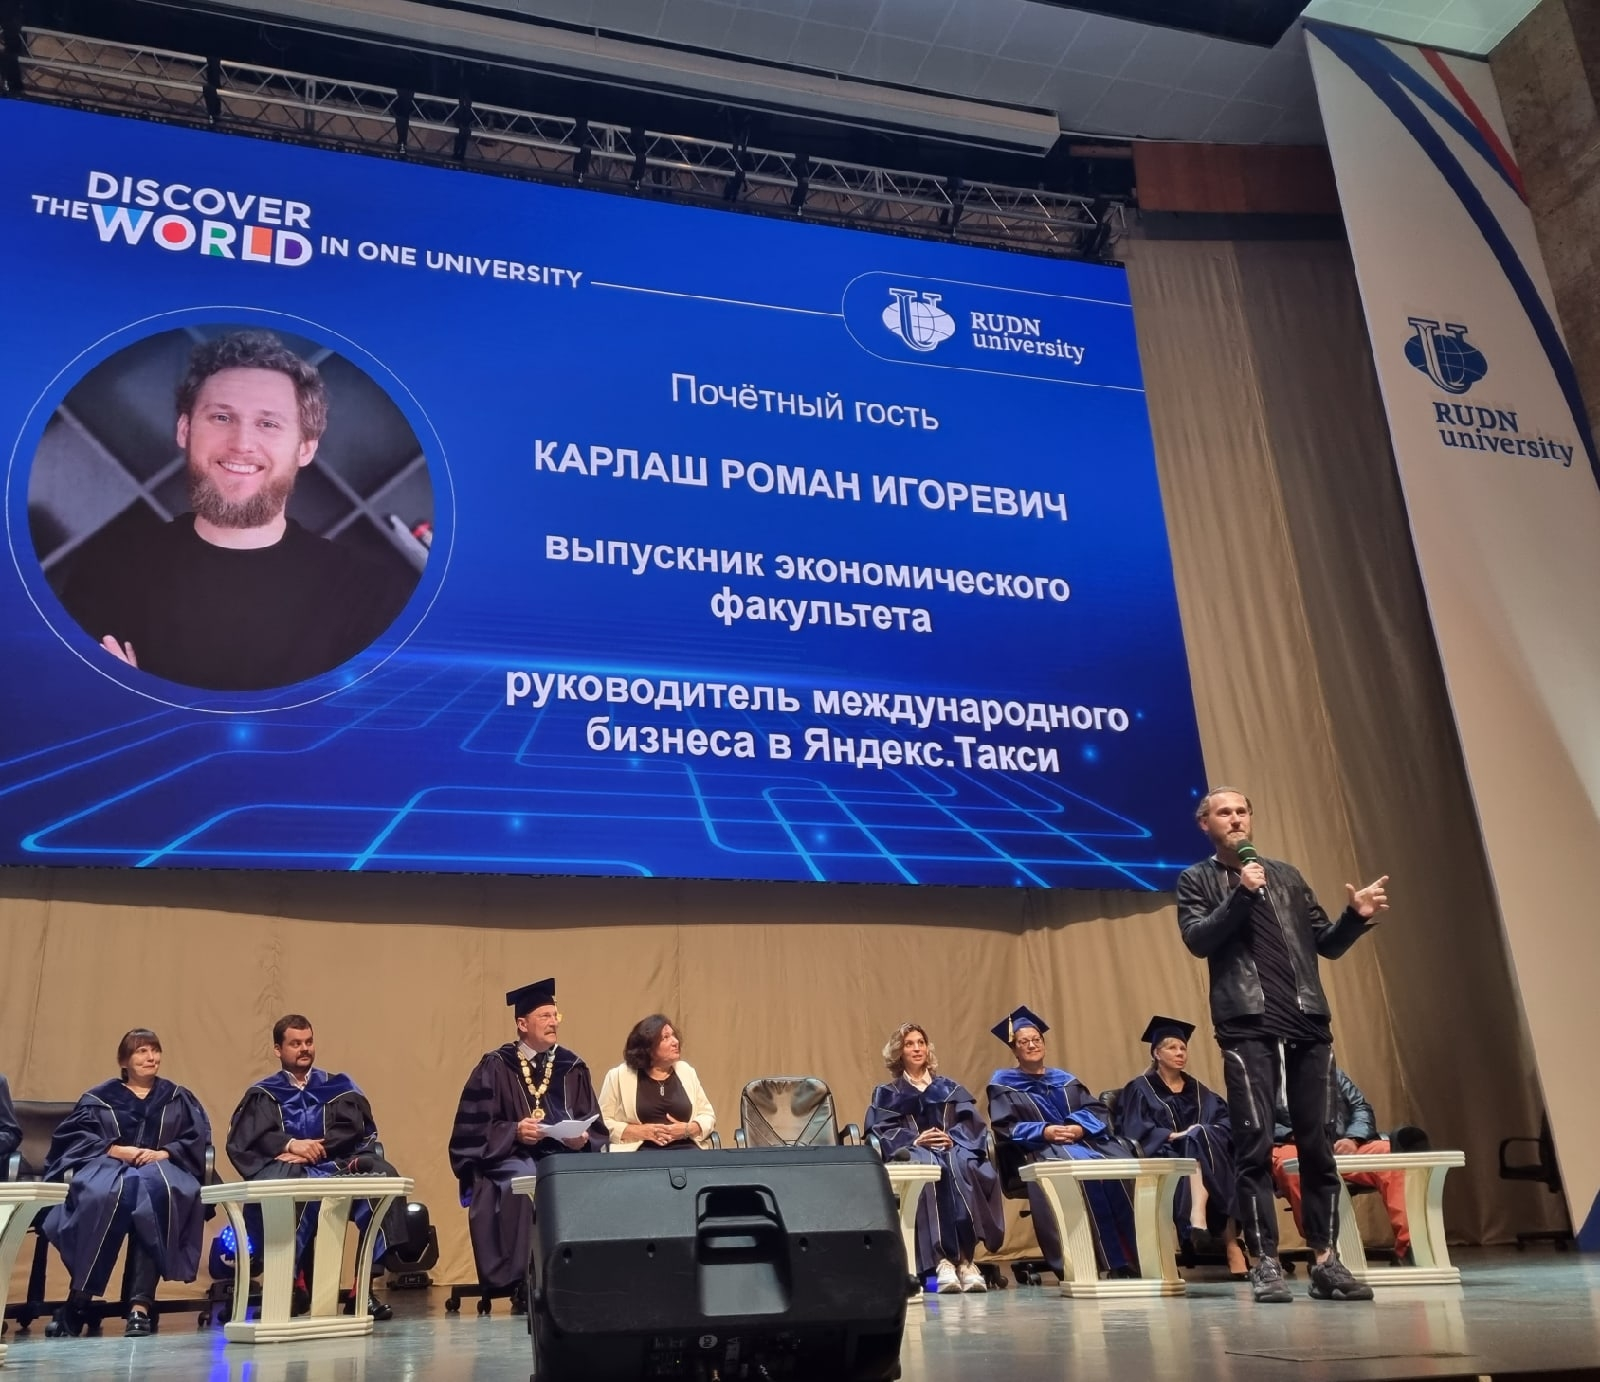 DISCOVER
THE WORLD IN ONE UNIVERSITY
RUDN
university
Почётный гость
КАРЛАШ РОМАН ИГОРЕВИЧ
выпускник экономического
факультета
руководитель международного
бизнеса в Яндекс.Такси
RUDN
university